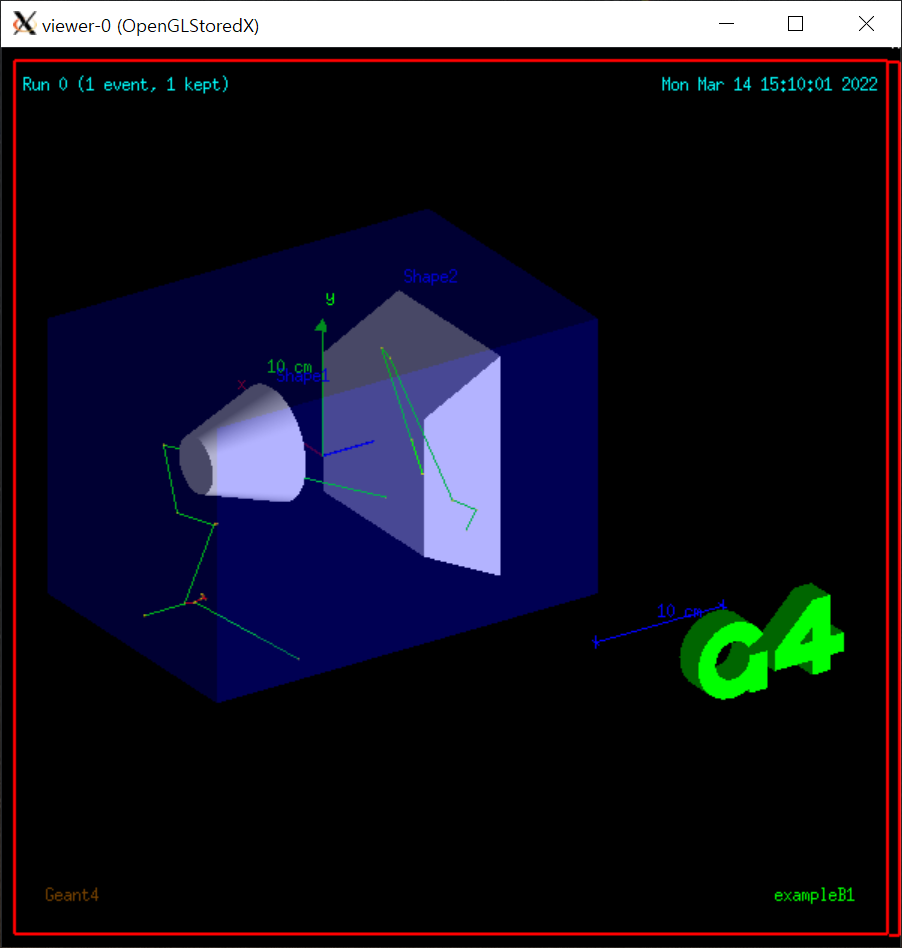 viewer-0 (OpenGLStoredX)
Run 0 (1 event, 1 kept)
Mon Mar 14 15:10:01 2022
Shape2
y
10 cm
Shape1
x
10 cm
G4
Geant4
exampleB1